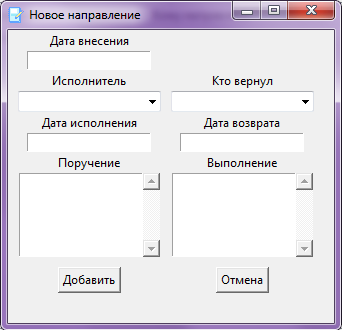 Новое направление
Дата внесения
Исполнитель Кто вернул
Дата исполнения Дата возврата
Поручение Выполнение
Добавить Отмена